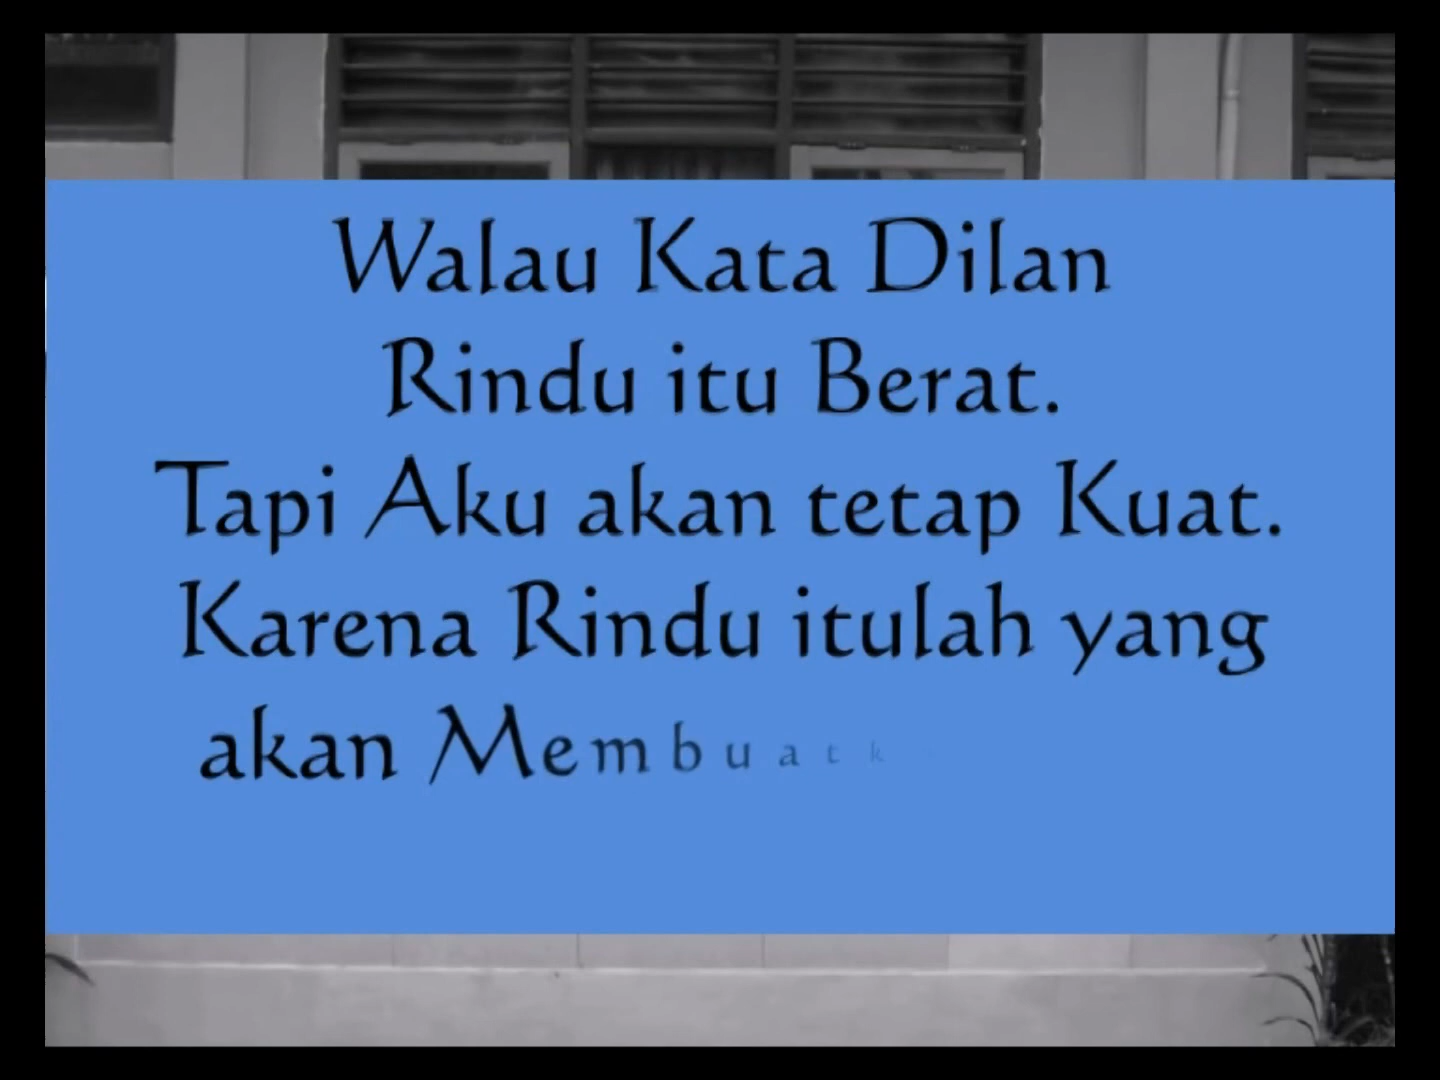 Walau Kata Dilan
Rindu itu Berat.
Tapi Aku akan tetap Kuat.
Karena Rindu itulah yang
akan Membuatk